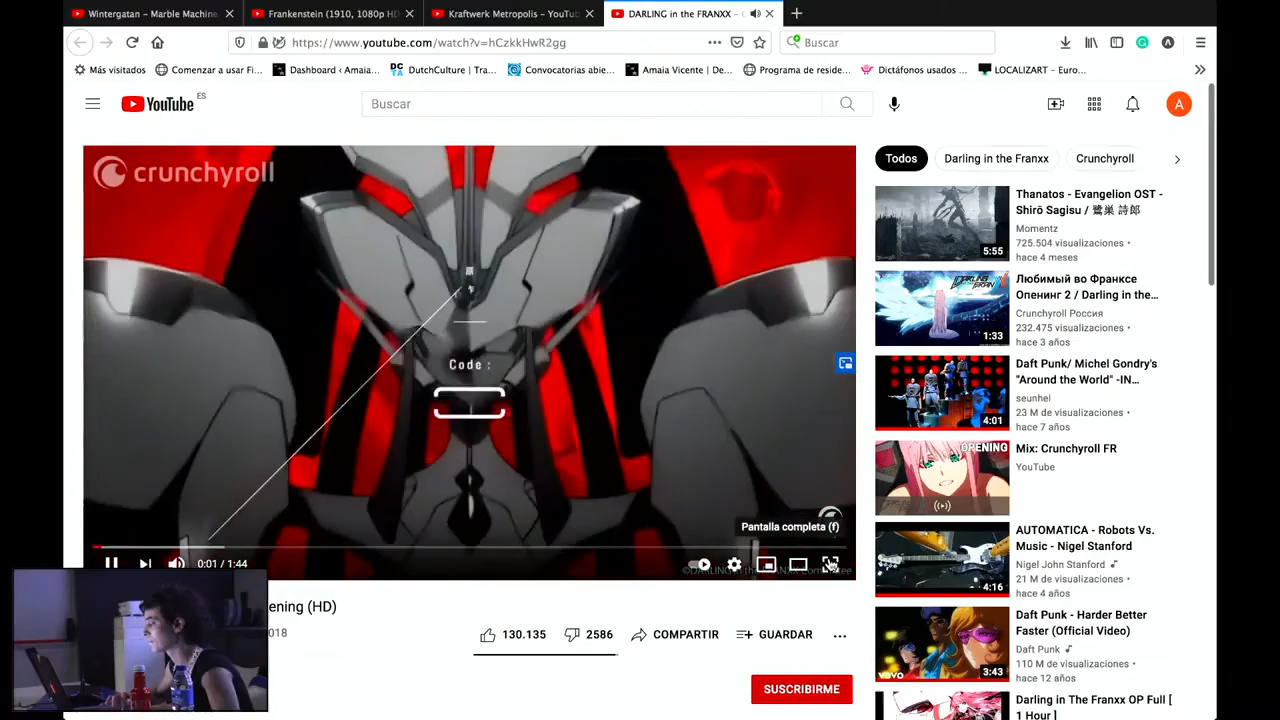 Wintergatan - Marble Machine
Frankenstein (1910, 1080p HD
Kraftwerk Metropolis - YouTub
DARLING in the FRANXX -
https://www.youtube.com/watch?v=hCzkkHwR2gg
Buscar
Más visitados
Comenzar a usar Fi...
Dashboard ‹ Amaia...
DutchCulture | Tra...
Convocatorias abie...
Amaia Vicente | De...
Programa de reside...
Dictáfonos usados ...
LOCALIZART - Euro...
YouTube ES
Buscar
A
crunchyroll
原
作
Code :
Pantalla completa (f)
0:01 / 1:44
ening (HD)
2018
130.135
2586
COMPARTIR
GUARDAR
SUSCRIBIRME
Todos
Darling in the Franxx
Crunchyroll
Thanatos - Evangelion OST -
Shirō Sagisu / 鷺巣 詩郎
Momentz
725.504 visualizaciones •
hace 4 meses
5:55
Любимый во Франксе
Опенинг 2 / Darling in the...
Crunchyroll Россия
232.475 visualizaciones •
hace 3 años
1:33
Daft Punk/ Michel Gondry's
"Around the World" -IN
seunhel
23 M de visualizaciones •
hace 7 años
4:01
Mix: Crunchyroll FR
YouTube
OPENING
AUTOMATICA - Robots Vs.
Music - Nigel Stanford
Nigel John Stanford
21 M de visualizaciones •
hace 4 años
4:16
Daft Punk - Harder Better
Faster (Official Video)
Daft Punk
110 M de visualizaciones •
hace 12 años
vevo
3:43
Darling in The Franxx OP Full [
1 Hour ]